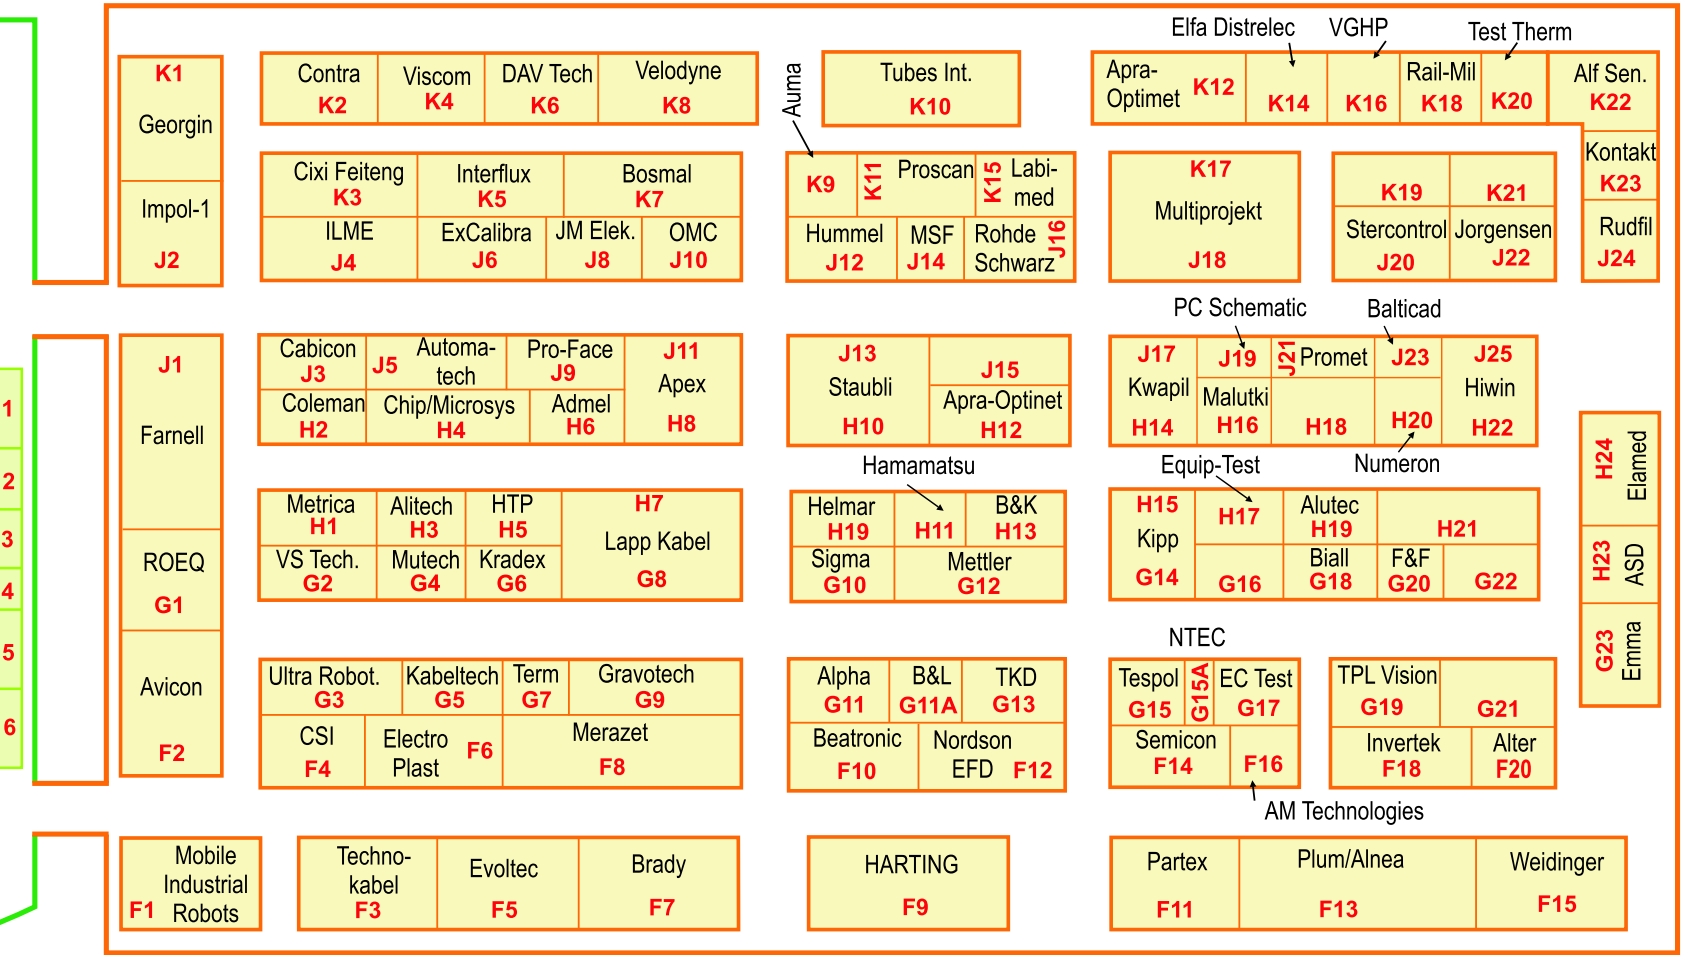 Elfa Distrelec
VGHP
Test Therm
K1
Georgin
Impol-1
J2
Contra
K2
Viscom
K4
DAV Tech
K6
Velodyne
K8
Auma
Tubes Int.
K10
Apra-
Optimet
K12
K14
K16
Rail-Mil
K18
K20
Alf Sen.
K22
Kontakt
K23
Rudfil
J24
Cixi Feiteng
K3
Interflux
K5
Bosmal
K7
ILME
J4
ExCalibra
J6
JM Elek.
J8
OMC
J10
K9
K11
Proscan
K15
Labi-
med
Hummel
J12
MSF
J14
Rohde
Schwarz
J16
K17
Multiprojekt
J18
K19
K21
Stercontrol
J20
Jorgensen
J22
PC Schematic
Balticad
J1
Farnell
ROEQ
G1
Avicon
F2
Cabicon
J3
J5
Automa-
tech
Pro-Face
J9
J11
Apex
H8
Coleman
H2
Chip/Microsys
H4
Admel
H6
J13
Staubli
H10
J15
Apra-Optinet
H12
J17
Kwapil
H14
J19
Malutki
H16
J21
Promet
H18
J23
H20
J25
Hiwin
H22
Hamamatsu
Equip-Test
Numeron
H24
Elamed
H23
ASD
G23
Emma
1
2
3
4
5
6
Metrica
H1
Alitech
H3
HTP
H5
H7
Lapp Kabel
G8
VS Tech.
G2
Mutech
G4
Kradex
G6
Helmar
H19
H11
B&K
H13
Sigma
G10
Mettler
G12
H15
Kipp
G14
H17
Alutec
H19
H21
G16
Biall
G18
F&F
G20
G22
NTEC
Ultra Robot.
G3
Kabeltech
G5
Term
G7
Gravotech
G9
CSI
F4
Electro
Plast
F6
Merazet
F8
Alpha
G11
B&L
G11A
TKD
G13
Beatronic
F10
Nordson
EFD
F12
Tespol
G15
G15A
EC Test
G17
Semicon
F14
F16
TPL Vision
G19
G21
Invertek
F18
Alter
F20
AM Technologies
Mobile
Industrial
Robots
F1
Techno-
kabel
F3
Evoltec
F5
Brady
F7
HARTING
F9
Partex
F11
Plum/Alnea
F13
Weidinger
F15